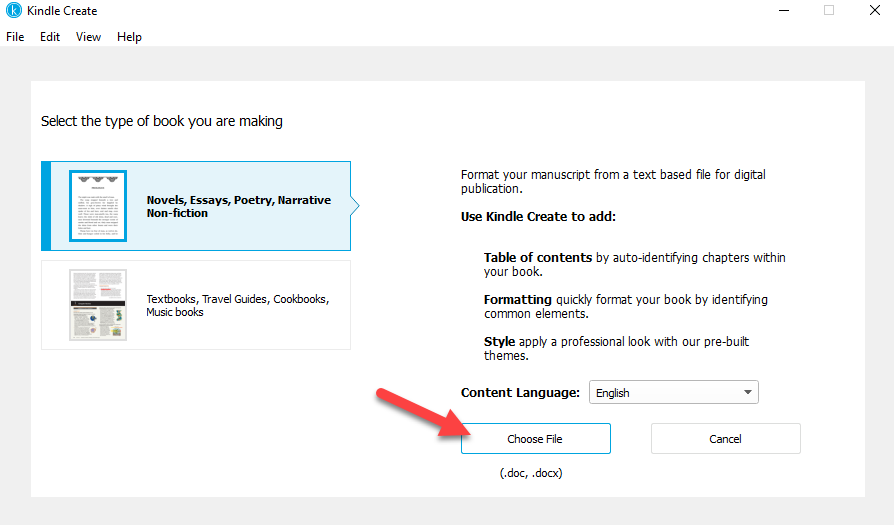 Kindle Create
File Edit View Help
Select the type of book you are making
Novels, Essays, Poetry, Narrative
Non-fiction
Textbooks, Travel Guides, Cookbooks,
Music books
Format your manuscript from a text based file for digital
publication.
Use Kindle Create to add:
Table of contents by auto-identifying chapters within
your book.
Formatting quickly format your book by identifying
common elements.
Style apply a professional look with our pre-built
themes.
Content Language: English
Choose File Cancel
(.doc, .docx)